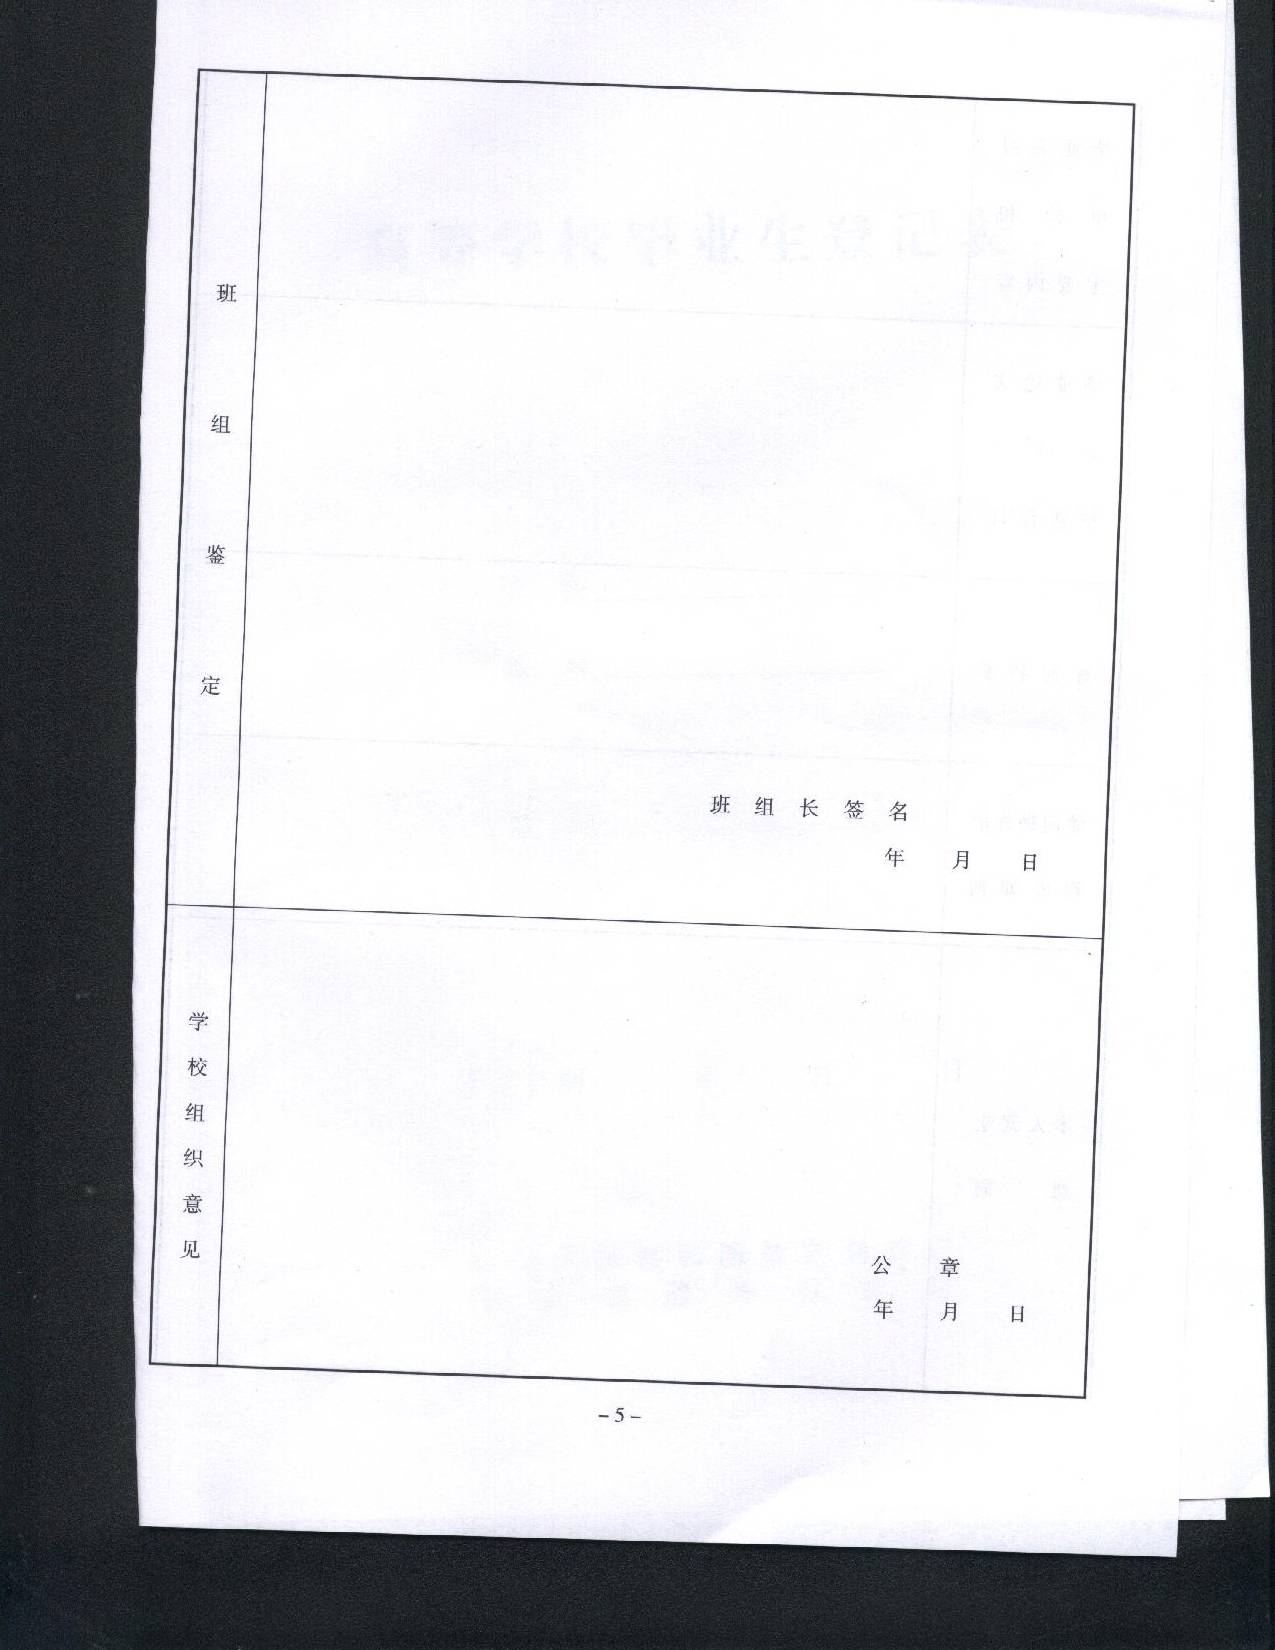 班组鉴定
班组长签名
年 月 日
学校组织意见
公 章
年 月 日
-5-